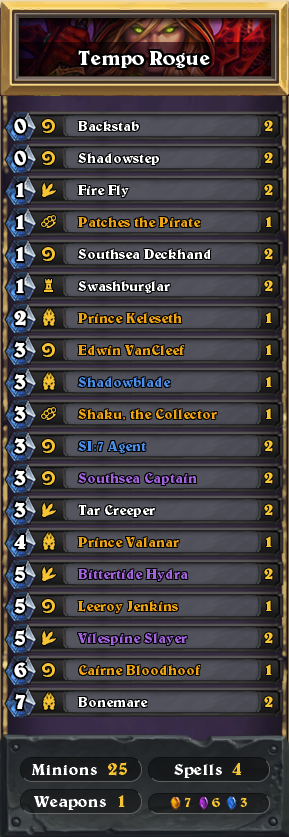 Tempo Rogue
0 Backstab 2
0 Shadowstep 2
1 Fire Fly 2
1 Patches the Pirate 1
1 Southsea Deckhand 2
1 Swashburglar 2
2 Prince Keleseth 1
3 Edwin VanCleef 1
3 Shadowblade 1
3 Shaku, the Collector 1
3 SI:7 Agent 2
3 Southsea Captain 2
3 Tar Creeper 2
4 Prince Valanar 1
5 Bittertide Hydra 2
5 Leeroy Jenkins 1
5 Vilespine Slayer 2
6 Cairne Bloodhoof 1
7 Bonemare 2
Minions 25 Spells 4
Weapons 1 7 6 3